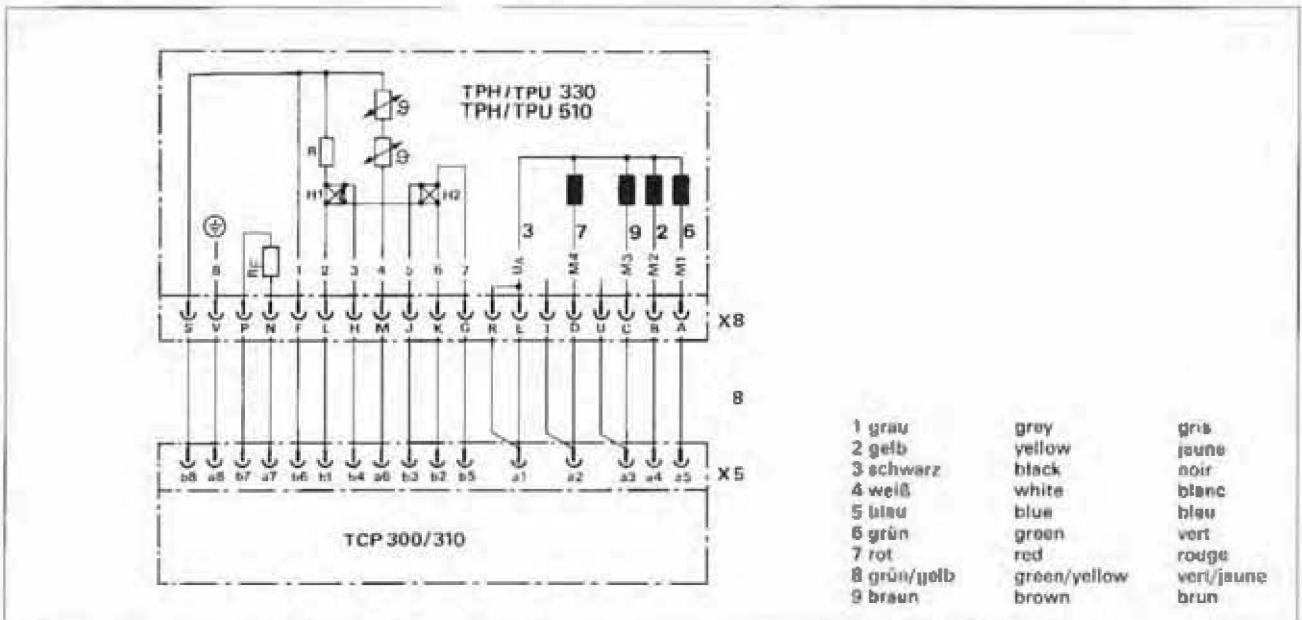 TPH/TPU 330
TPH/TPU 510
ϑ
ϑ
R
H1
H2
3 7 9 2 6
RF
8 1 2 3 4 5 6 7 UA M4 M3 M2 M1
S V P N F L H M J K G R E T D U C B A X8
8
b8 a8 b7 a7 b6 b1 b4 a6 b3 b2 b5 a1 a2 a3 a4 a5 X5
TCP 300/310
1 grau grey gris
2 gelb yellow jaune
3 schwarz black noir
4 weiß white blanc
5 blau blue bleu
6 grün green vert
7 rot red rouge
8 grün/gelb green/yellow vert/jaune
9 braun brown brun